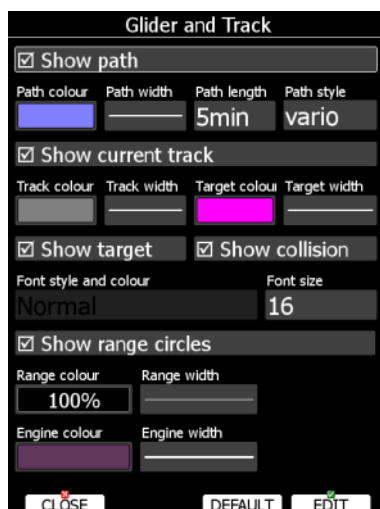 Glider and Track
Show path
Path colour Path width Path length Path style
5min vario
Show current track
Track colour Track width Target colou Target width
Show target Show collision
Font style and colour Font size
Normal 16
Show range circles
Range colour Range width
100%
Engine colour Engine width
CLOSE DEFAULT EDIT